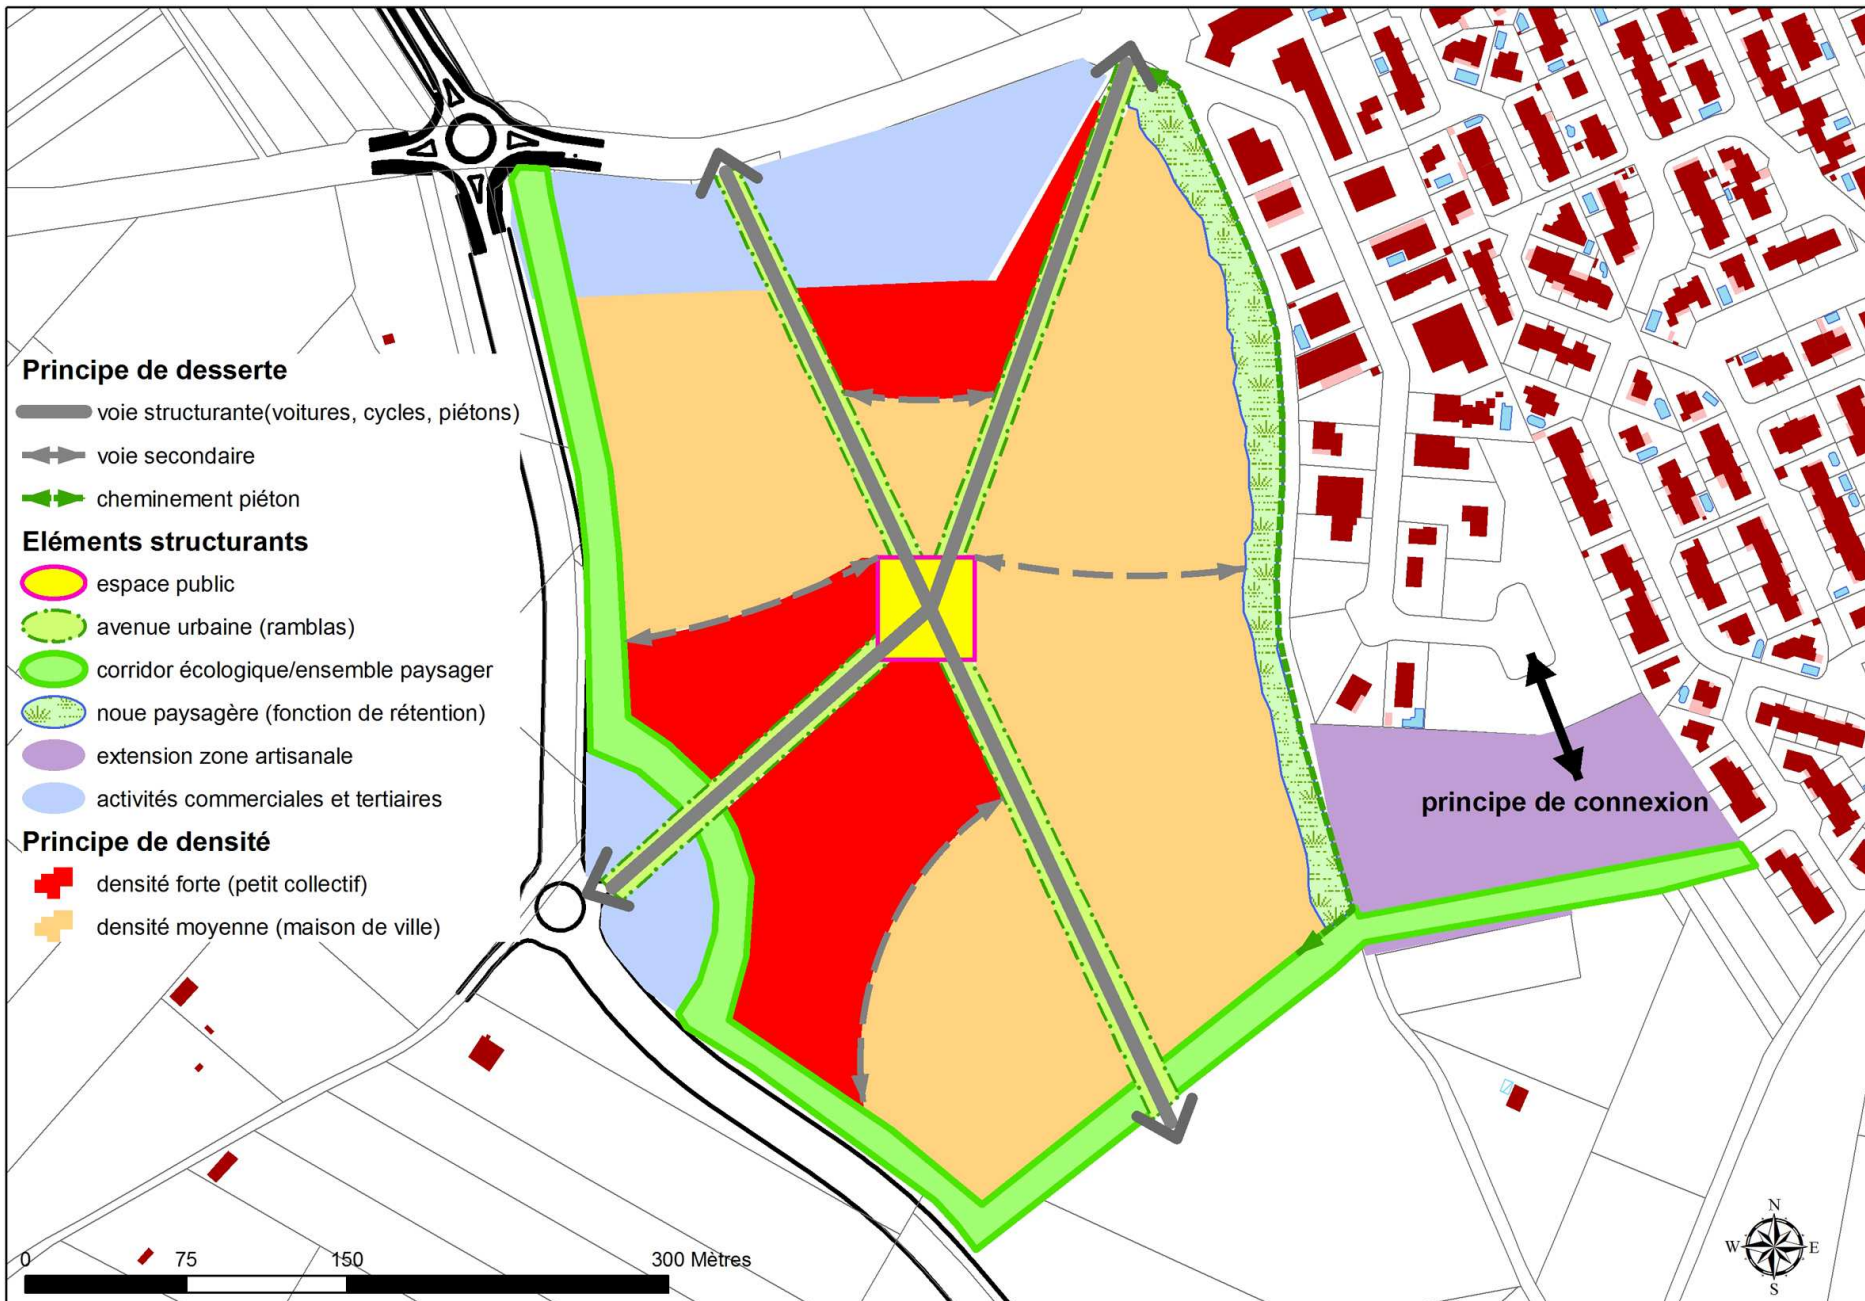 Principe de desserte
voie structurante(voitures, cycles, piétons)
voie secondaire
cheminement piéton
Eléments structurants
espace public
avenue urbaine (ramblas)
corridor écologique/ensemble paysager
noue paysagère (fonction de rétention)
extension zone artisanale
activités commerciales et tertiaires
Principe de densité
densité forte (petit collectif)
densité moyenne (maison de ville)
principe de connexion
0 75 150 300 Mètres
N
W E
S